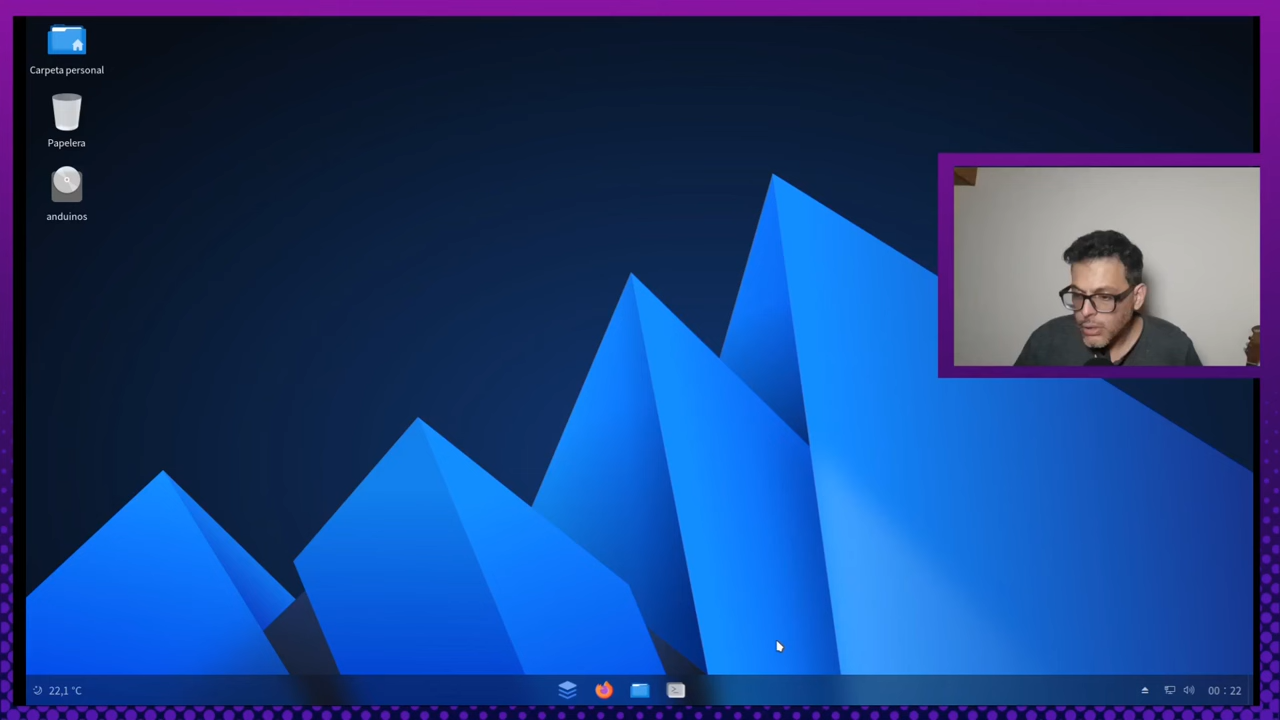 Carpeta personal
Papelera
anduinos
22,1 °C
00 : 22